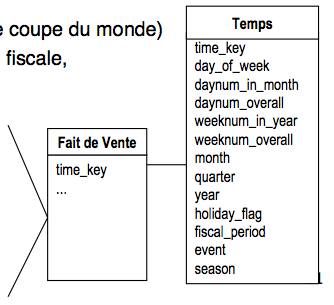 e coupe du monde)
fiscale,
Temps
time_key
day_of_week
daynum_in_month
daynum_overall
weeknum_in_year
weeknum_overall
month
quarter
year
holiday_flag
fiscal_period
event
season
Fait de Vente
time_key
...